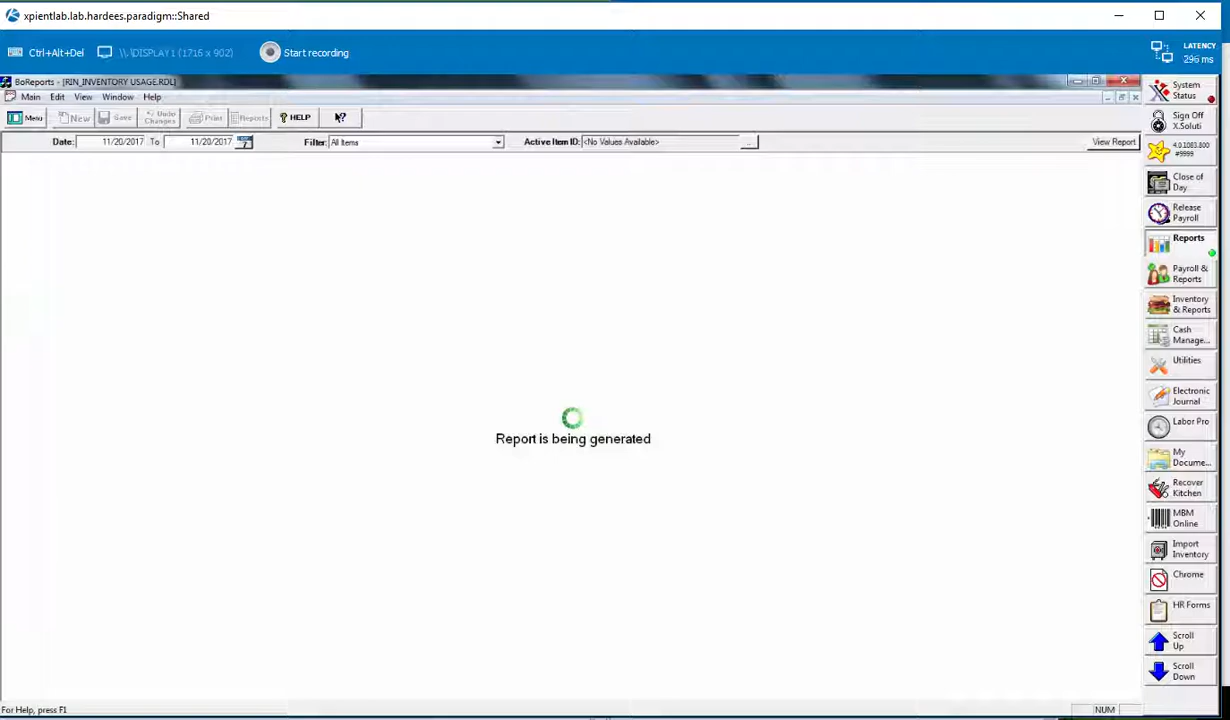 xpientlab.lab.hardees.paradigm::Shared
Ctrl+Alt+Del
\\.\DISPLAY1 (1716 x 902)
Start recording
LATENCY
296 ms
BoReports - [RIN_INVENTORY USAGE.RDL]
Main Edit View Window Help
Menu New Save Undo Changes Print Reports HELP
Date: 11/20/2017 To 11/20/2017 Filter: All Items Active Item ID: <No Values Available> ... View Report
Report is being generated
System
Status
Sign Off
X.Soluti
4.0.1083.800
#9999
Close of
Day
Release
Payroll
Reports
Payroll &
Reports
Inventory
& Reports
Cash
Manage...
Utilities
Electronic
Journal
Labor Pro
My
Docume...
Recover
Kitchen
MBM
Online
Import
Inventory
Chrome
HR Forms
Scroll
Up
Scroll
Down
For Help, press F1
NUM